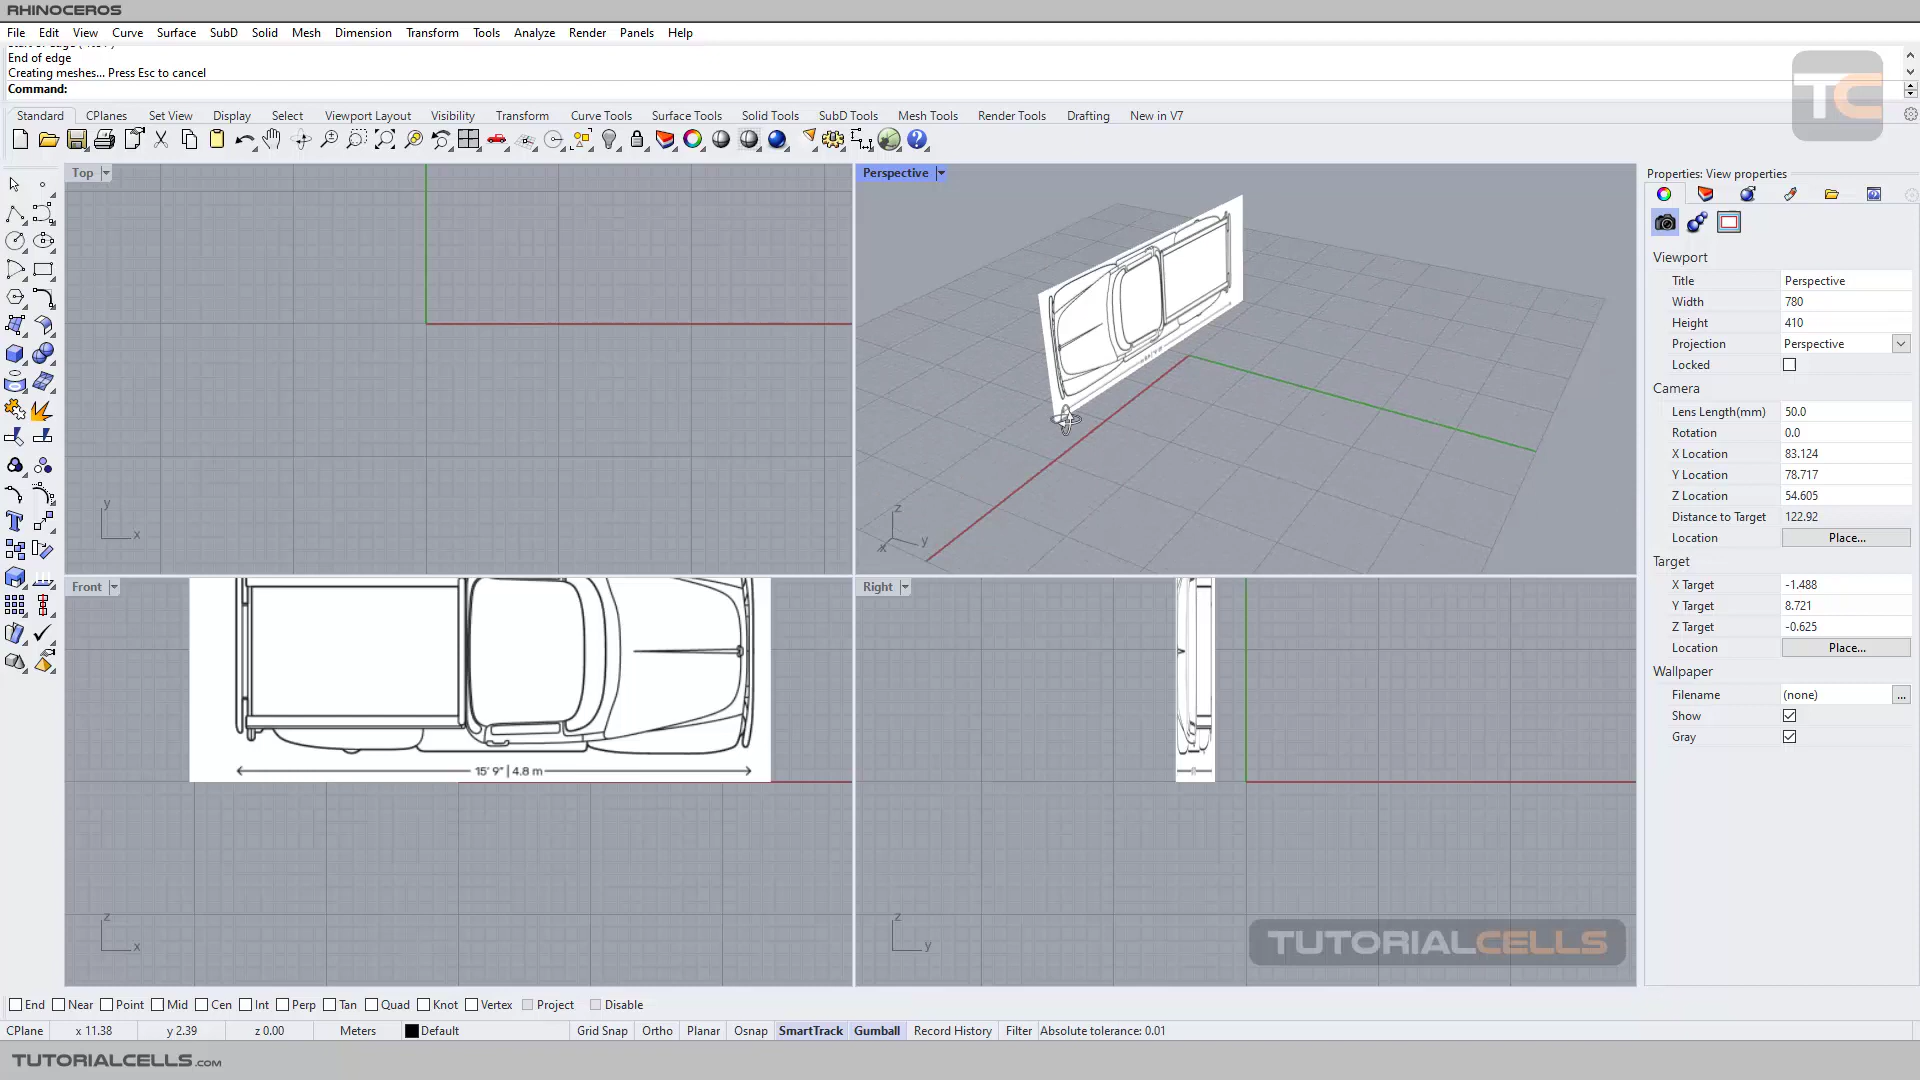 RHINOCEROS
File Edit View Curve Surface SubD Solid Mesh Dimension Transform Tools Analyze Render Panels Help
End of edge
Creating meshes... Press Esc to cancel
Command:
TC
Standard CPlanes Set View Display Select Viewport Layout Visibility Transform Curve Tools Surface Tools Solid Tools SubD Tools Mesh Tools Render Tools Drafting New in V7
Top
Perspective
Properties: View properties
Viewport
Title Perspective
Width 780
Height 410
Projection Perspective
Locked
Camera
Lens Length(mm) 50.0
Rotation 0.0
X Location 83.124
Y Location 78.717
Z Location 54.605
Distance to Target 122.92
Location Place...
Target
X Target -1.488
Y Target 8.721
Z Target -0.625
Location Place...
Wallpaper
Filename (none) ...
Show
Gray
y
x
z
y
x
Front
Right
15' 9" | 4.8 m
z
x
z
y
TUTORIALCELLS
End Near Point Mid Cen Int Perp Tan Quad Knot Vertex Project Disable
CPlane x 11.38 y 2.39 z 0.00 Meters Default Grid Snap Ortho Planar Osnap SmartTrack Gumball Record History Filter Absolute tolerance: 0.01
TUTORIALCELLS.COM